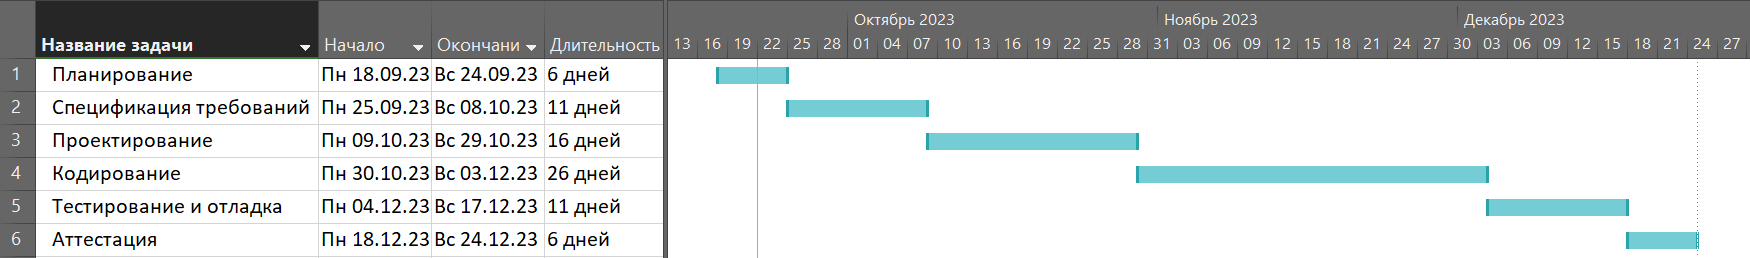 Октябрь 2023 Ноябрь 2023 Декабрь 2023
Название задачи Начало Окончани Длительность 13 16 19 22 25 28 01 04 07 10 13 16 19 22 25 28 31 03 06 09 12 15 18 21 24 27 30 03 06 09 12 15 18 21 24 27
1 Планирование Пн 18.09.23 Вс 24.09.23 6 дней
2 Спецификация требований Пн 25.09.23 Вс 08.10.23 11 дней
3 Проектирование Пн 09.10.23 Вс 29.10.23 16 дней
4 Кодирование Пн 30.10.23 Вс 03.12.23 26 дней
5 Тестирование и отладка Пн 04.12.23 Вс 17.12.23 11 дней
6 Аттестация Пн 18.12.23 Вс 24.12.23 6 дней